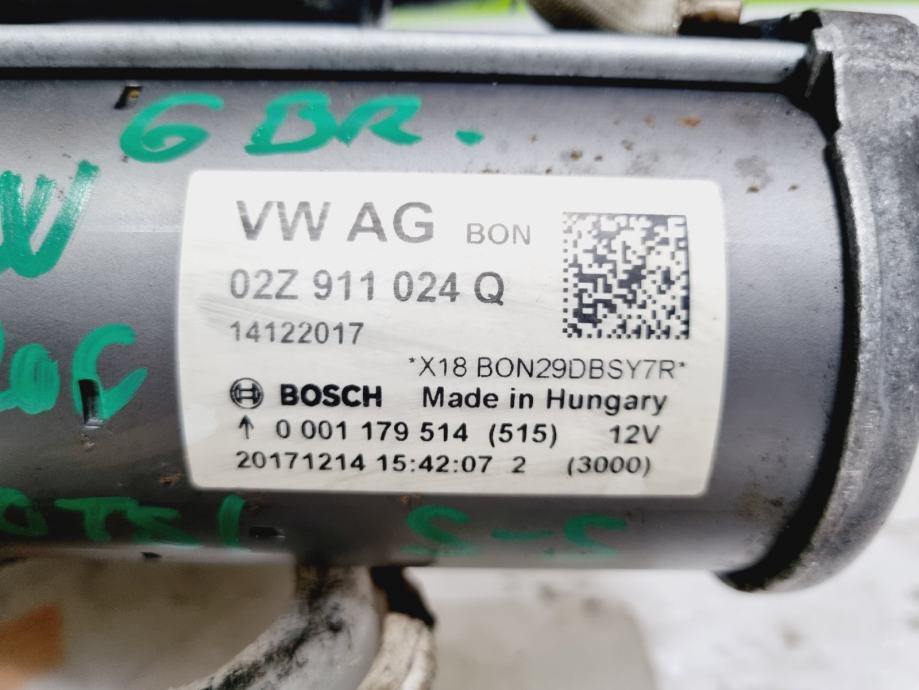 6 BR.
VW AG BON
02Z 911 024 Q
14122017
*X18 BON29DBSY7R*
BOSCH Made in Hungary
↑ 0 001 179 514 (515) 12V
20171214 15:42:07 2 (3000)
S-S